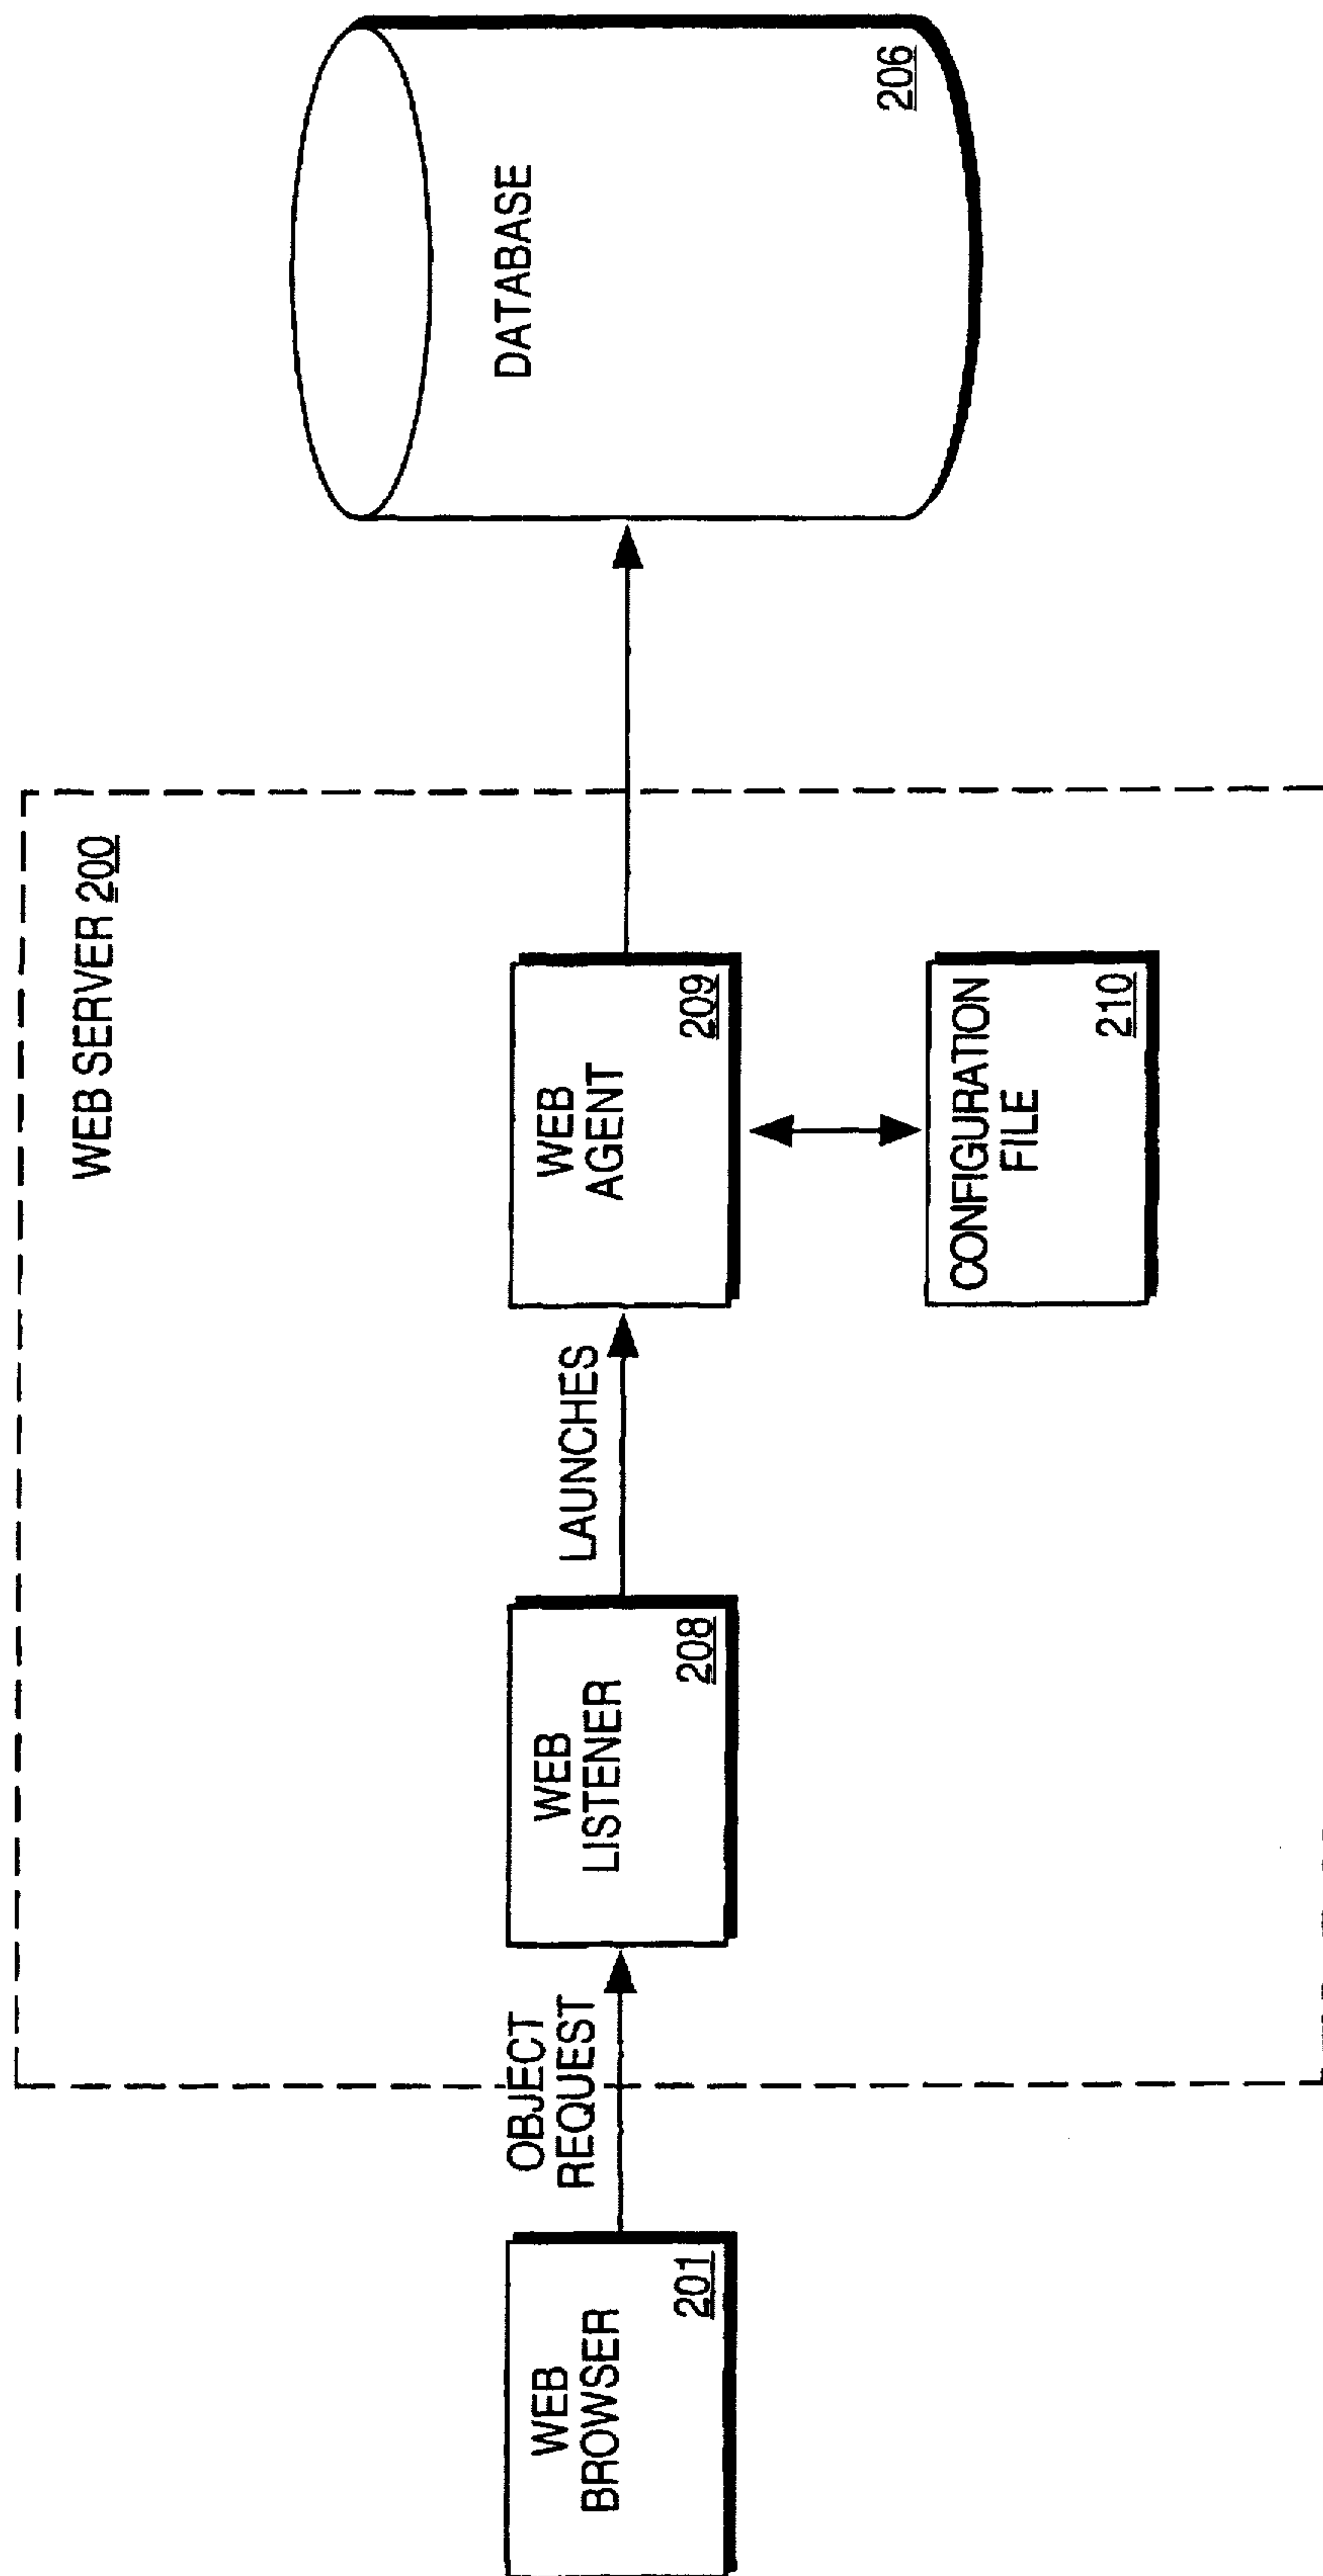 WEB SERVER 200
WEB
BROWSER
201
OBJECT
REQUEST
WEB
LISTENER
208
LAUNCHES
WEB
AGENT
209
CONFIGURATION
FILE
210
DATABASE
206